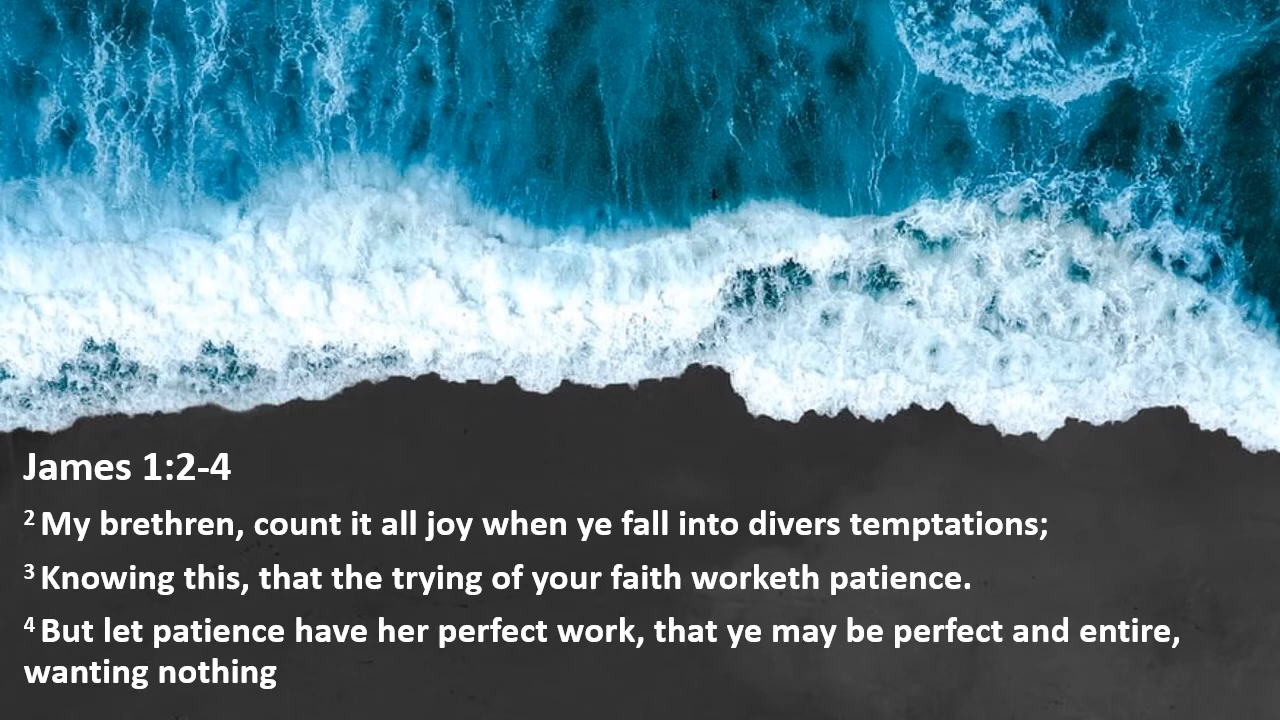 James 1:2-4
2 My brethren, count it all joy when ye fall into divers temptations;
3 Knowing this, that the trying of your faith worketh patience.
4 But let patience have her perfect work, that ye may be perfect and entire,
wanting nothing